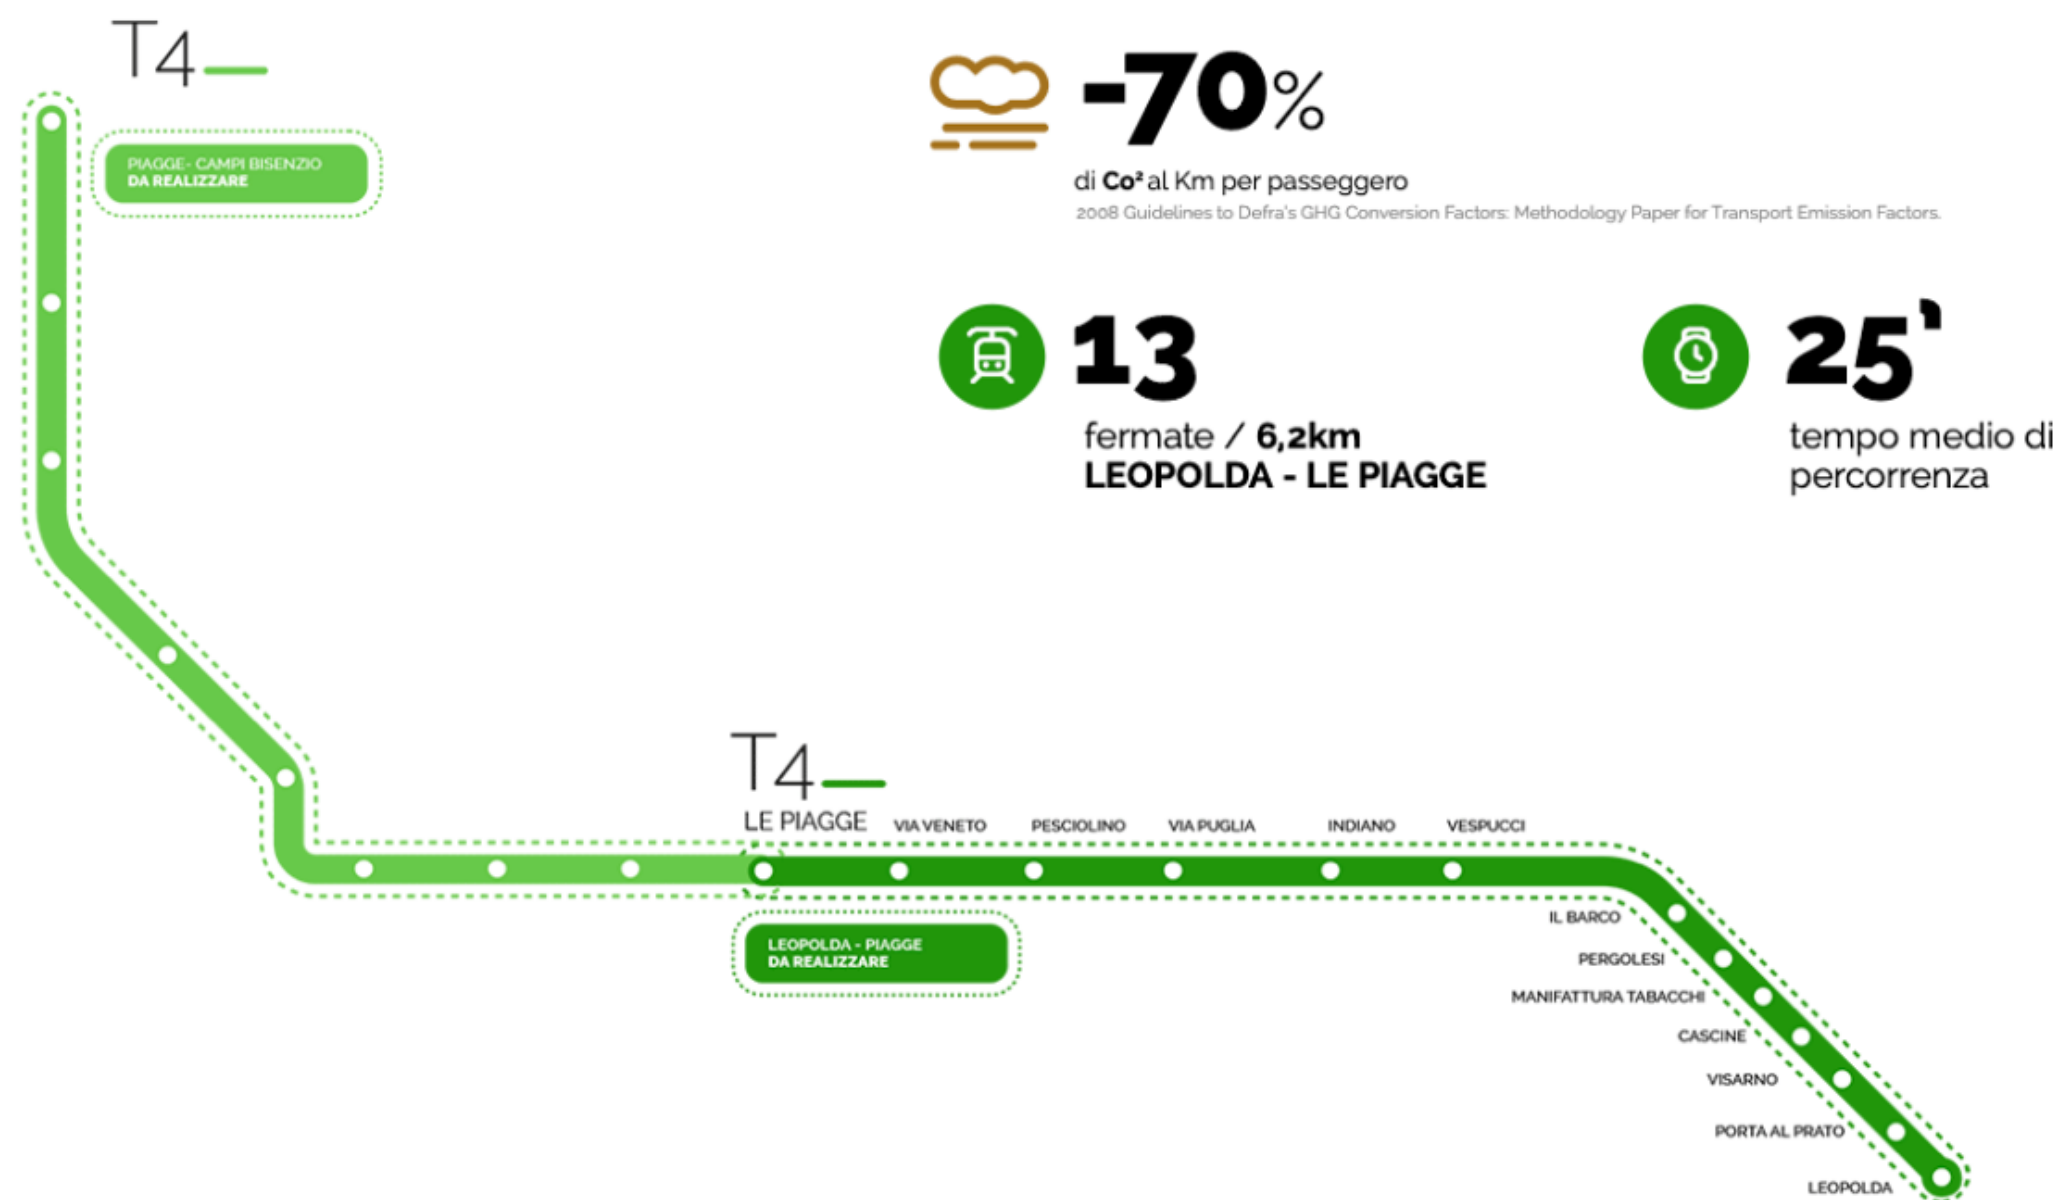 T4
PIAGGE- CAMPI BISENZIO
DA REALIZZARE
-70%
di Co² al Km per passeggero
2008 Guidelines to Defra's GHG Conversion Factors: Methodology Paper for Transport Emission Factors.
13
fermate / 6,2km
LEOPOLDA - LE PIAGGE
25'
tempo medio di
percorrenza
T4
LE PIAGGE
VIA VENETO
PESCIOLINO
VIA PUGLIA
INDIANO
VESPUCCI
LEOPOLDA - PIAGGE
DA REALIZZARE
IL BARCO
PERGOLESI
MANIFATTURA TABACCHI
CASCINE
VISARNO
PORTA AL PRATO
LEOPOLDA